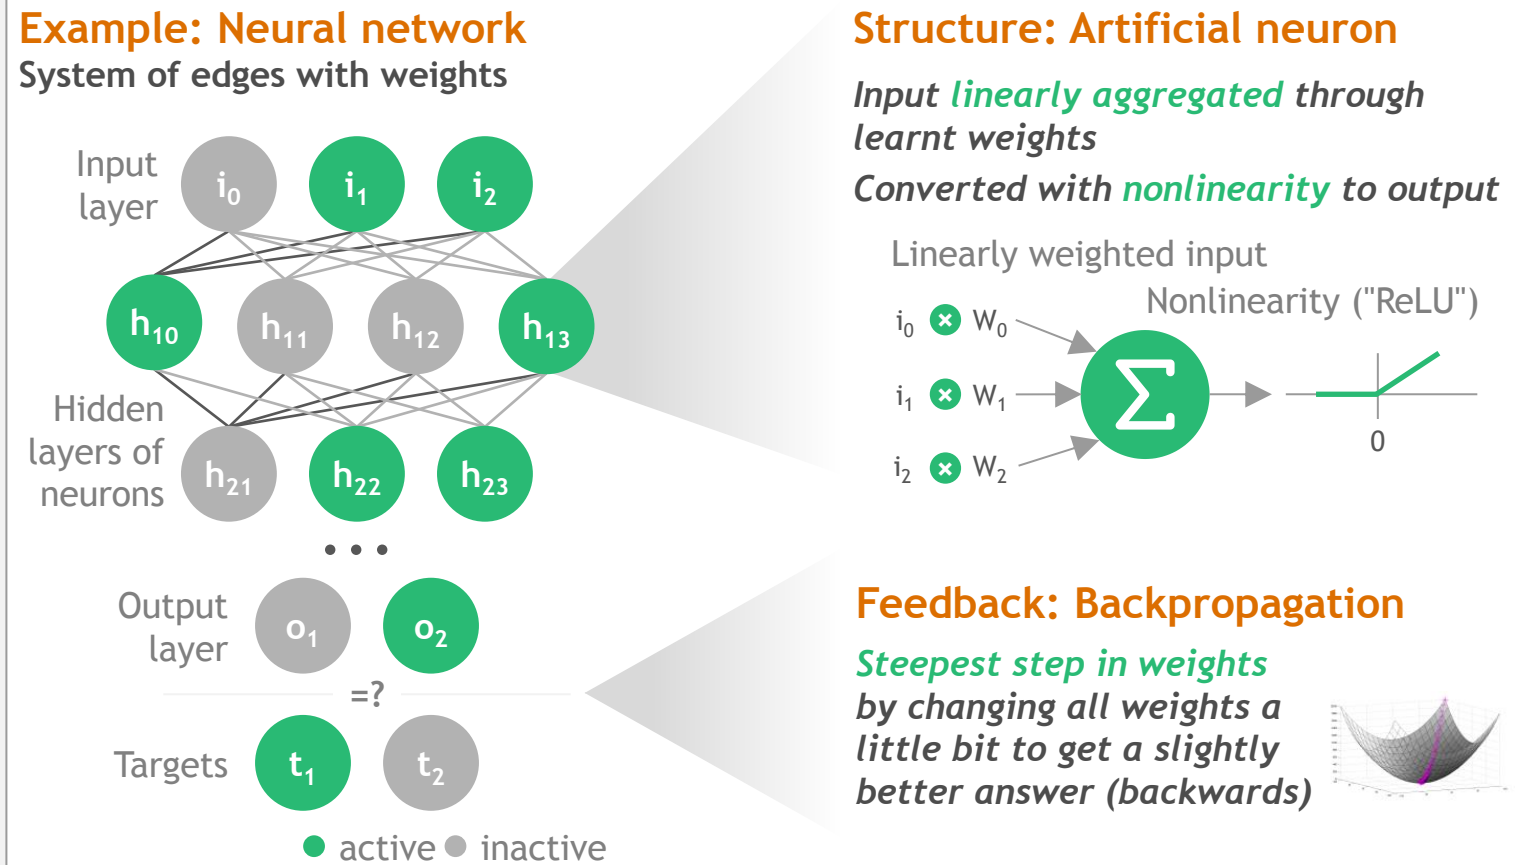 Example: Neural network
System of edges with weights
Input
layer
i0
i1
i2
h10
h11
h12
h13
Hidden
layers of
neurons
h21
h22
h23
...
Output
layer
o1
o2
=?
Targets
t1
t2
active
inactive
Structure: Artificial neuron
Input linearly aggregated through
learnt weights
Converted with nonlinearity to output
Linearly weighted input
Nonlinearity ("ReLU")
i0 × W0
i1 × W1
i2 × W2
Σ
0
Feedback: Backpropagation
Steepest step in weights
by changing all weights a
little bit to get a slightly
better answer (backwards)